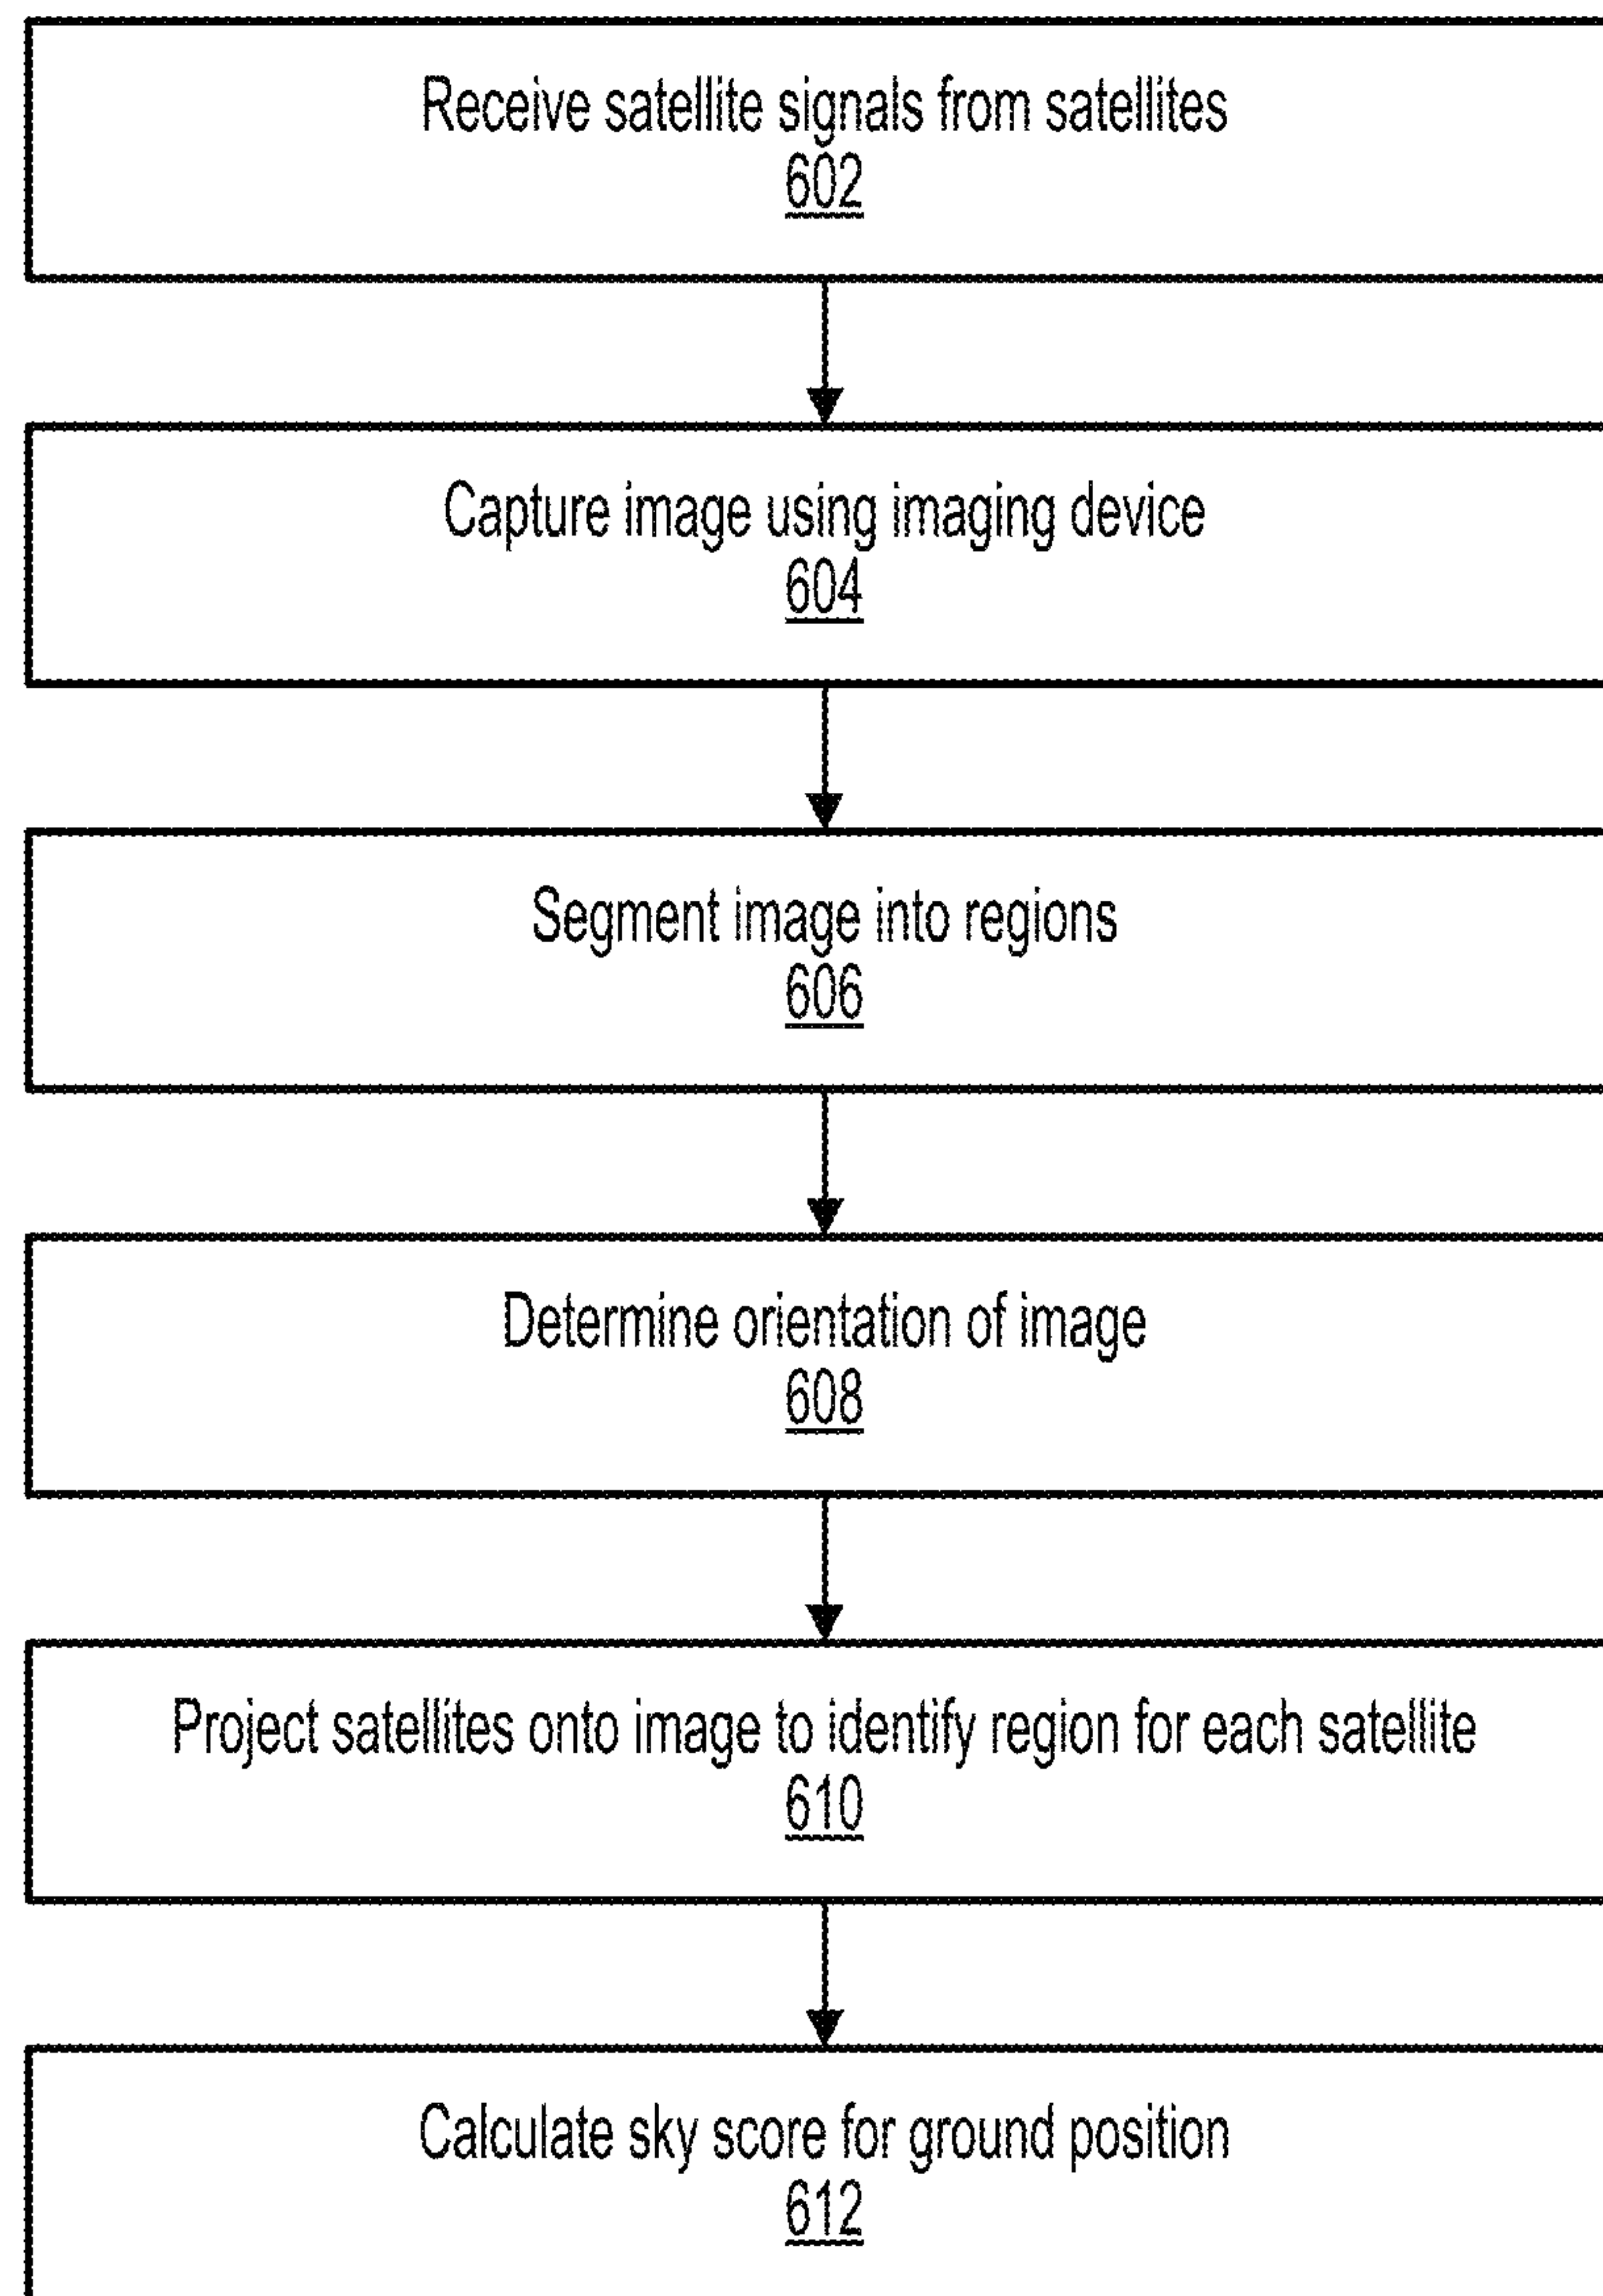 Receive satellite signals from satellites
602
Capture image using imaging device
604
Segment image into regions
606
Determine orientation of image
608
Project satellites onto image to identify region for each satellite
610
Calculate sky score for ground position
612